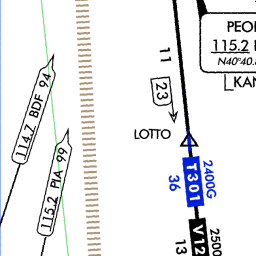 PEO
115.2
N40°40.
KAN
11
23
LOTTO
114.7 BDF 94
115.2 PIA 99
2400G
T301
36
V12
2500
13